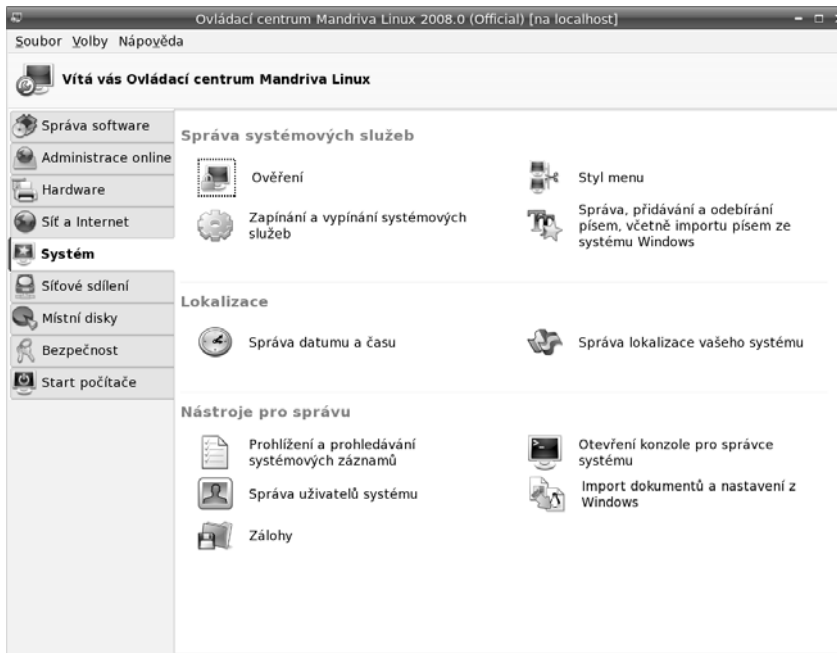 Ovládací centrum Mandriva Linux 2008.0 (Official) [na localhost]
Soubor Volby Nápověda
Vítá vás Ovládací centrum Mandriva Linux
Správa software
Administrace online
Hardware
Síť a Internet
Systém
Síťové sdílení
Místní disky
Bezpečnost
Start počítače
Správa systémových služeb
Ověření
Styl menu
Zapínání a vypínání systémových
služeb
Správa, přidávání a odebírání
písem, včetně importu písem ze
systému Windows
Lokalizace
Správa datumu a času
Správa lokalizace vašeho systému
Nástroje pro správu
Prohlížení a prohledávání
systémových záznamů
Otevření konzole pro správce
systému
Správa uživatelů systému
Import dokumentů a nastavení z
Windows
Zálohy